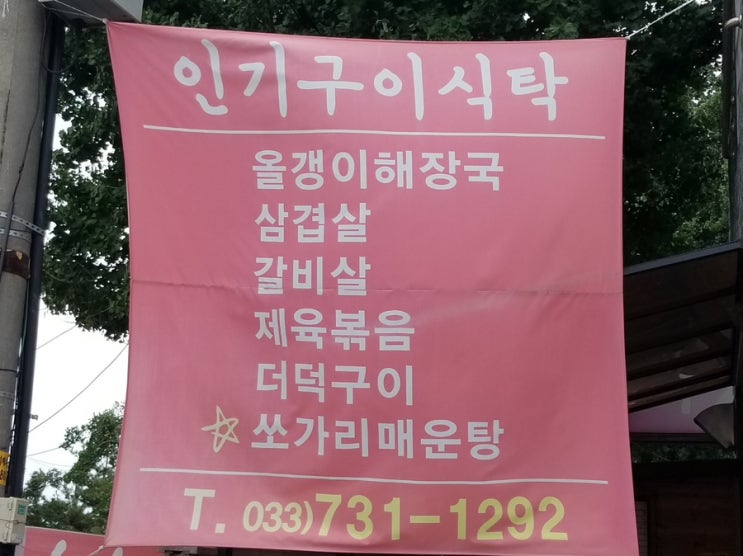 인기구이식탁
올갱이해장국
삼겹살
갈비살
제육볶음
더덕구이
쏘가리매운탕
T. 033)731-1292